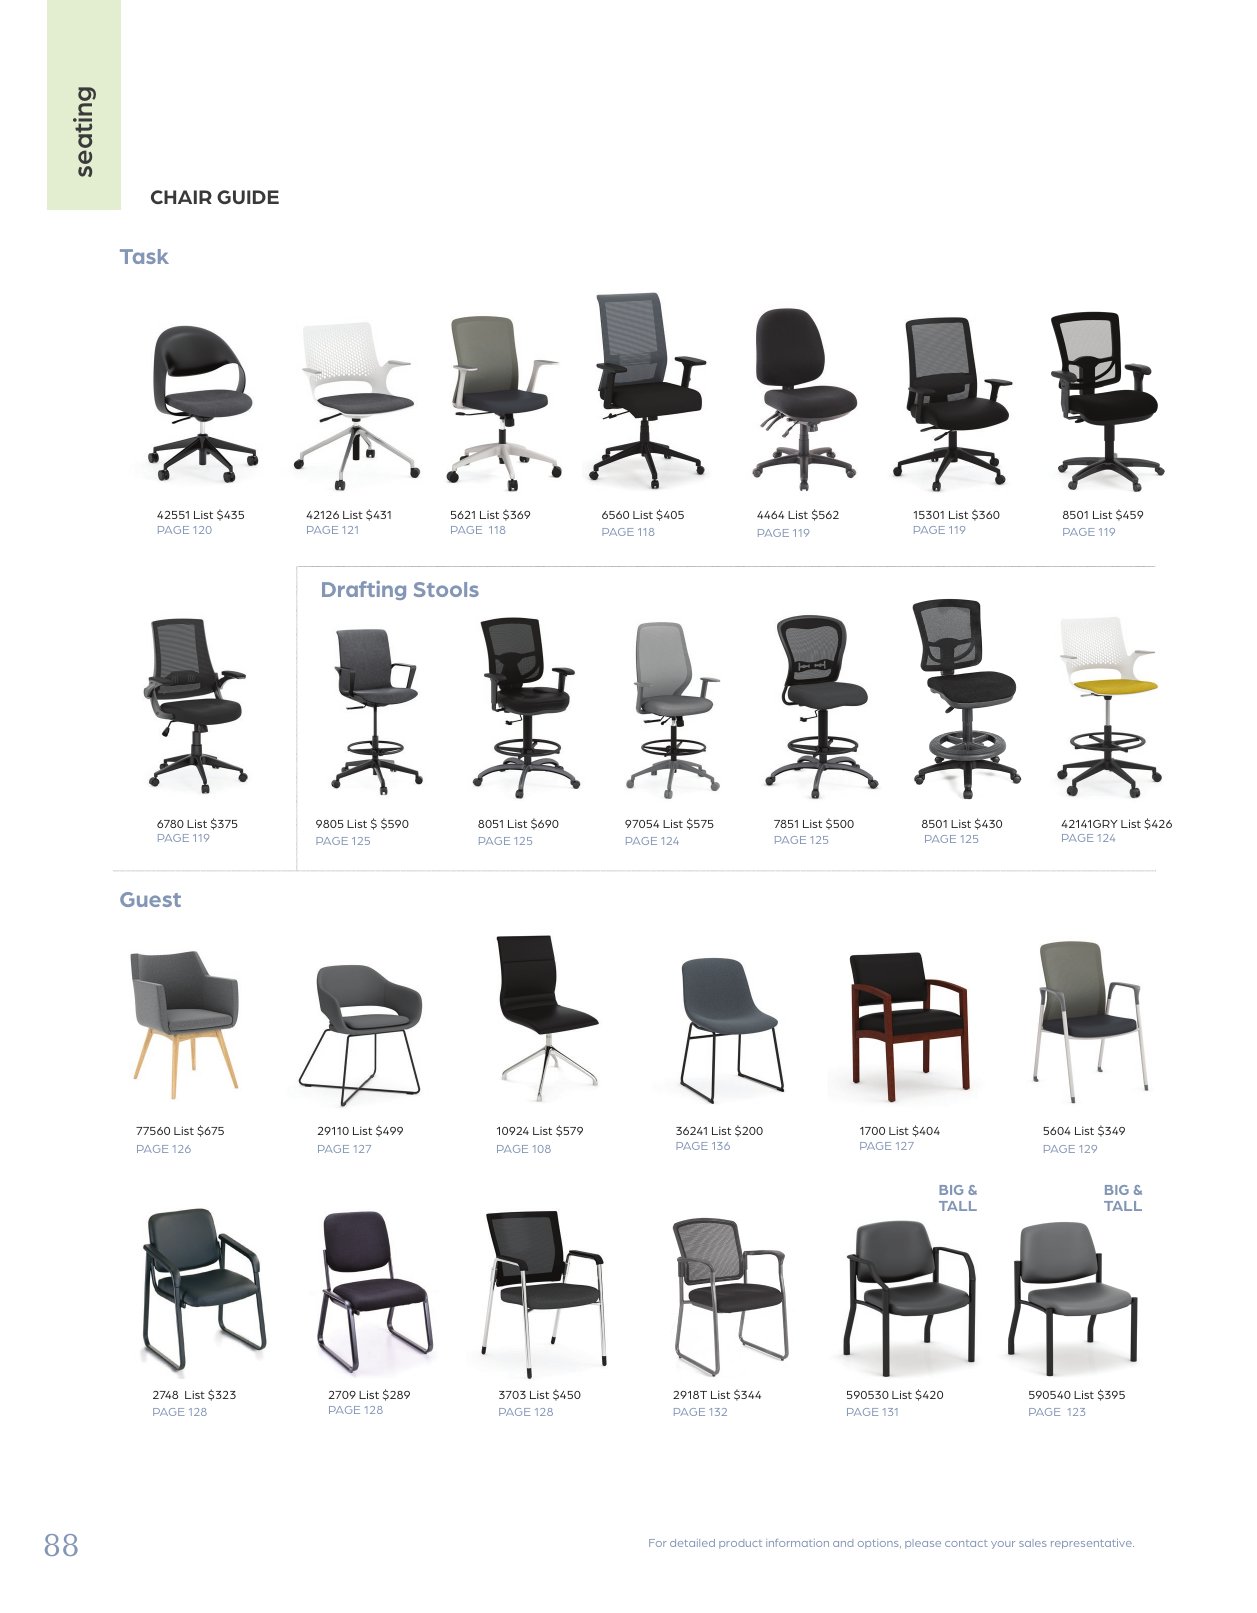 seating
CHAIR GUIDE
Task
42551 List $435
PAGE 120
42126 List $431
PAGE 121
5621 List $369
PAGE  118
6560 List $405
PAGE 118
4464 List $562
PAGE 119
15301 List $360
PAGE 119
8501 List $459
PAGE 119
6780 List $375
PAGE 119
Drafting Stools
9805 List $ $590
PAGE 125
8051 List $690
PAGE 125
97054 List $575
PAGE 124
7851 List $500
PAGE 125
8501 List $430
PAGE 125
42141GRY List $426
PAGE 124
Guest
77560 List $675
PAGE 126
29110 List $499
PAGE 127
10924 List $579
PAGE 108
36241 List $200
PAGE 136
1700 List $404
PAGE 127
5604 List $349
PAGE 129
2748  List $323
PAGE 128
2709 List $289
PAGE 128
3703 List $450
PAGE 128
2918T List $344
PAGE 132
BIG &
TALL
590530 List $420
PAGE 131
BIG &
TALL
590540 List $395
PAGE  123
88
For detailed product information and options, please contact your sales representative.